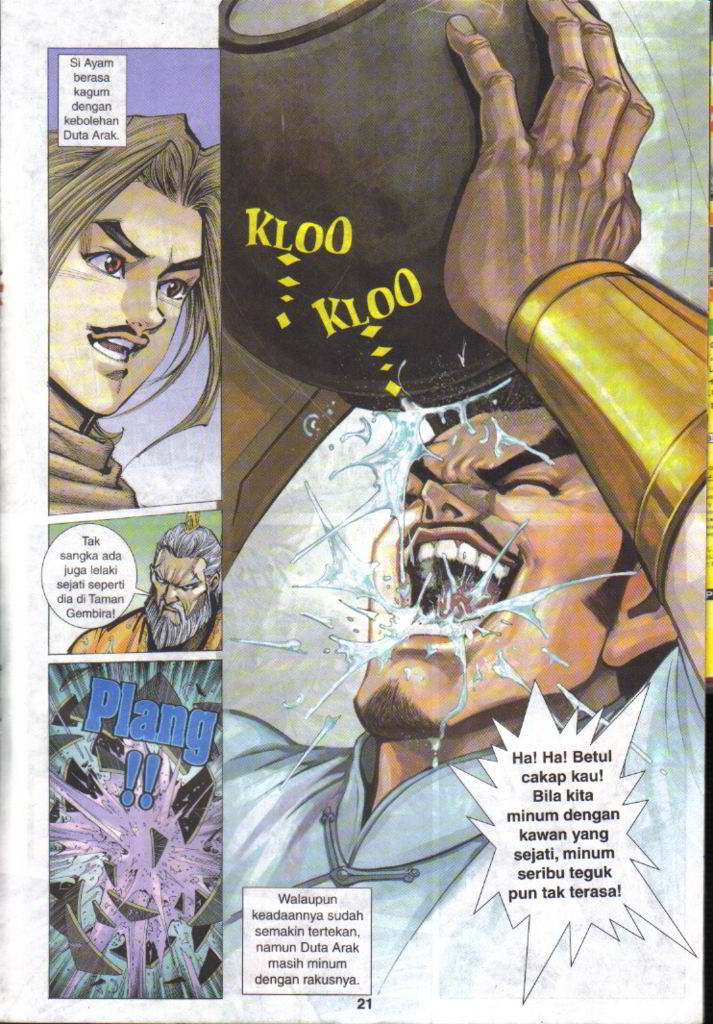 Si Ayam
berasa
kagum
dengan
kebolehan
Duta Arak.
KLOO
KLOO
Tak
sangka ada
juga lelaki
sejati seperti
dia di Taman
Gembira!
Plang
!!
Ha! Ha! Betul
cakap kau!
Bila kita
minum dengan
kawan yang
sejati, minum
seribu teguk
pun tak terasa!
Walaupun
keadaannya sudah
semakin tertekan,
namun Duta Arak
masih minum
dengan rakusnya.
21